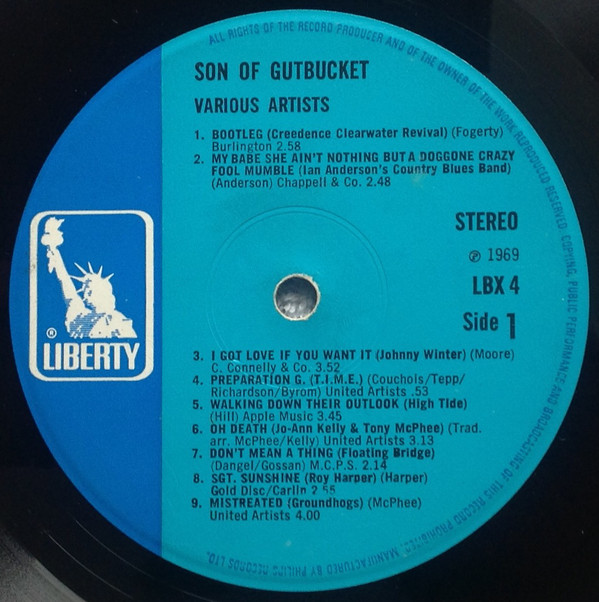 ALL RIGHTS OF THE RECORD PRODUCER AND OF THE OWNER OF THE WORK REPRODUCED RESERVED. COPYING, PUBLIC PERFORMANCE AND BROADCASTING OF THIS RECORD PROHIBITED. MANUFACTURED BY PHILIPS RECORDS LTD.
SON OF GUTBUCKET
VARIOUS ARTISTS
1. BOOTLEG (Creedence Clearwater Revival) (Fogerty)
Burlington 2.58
2. MY BABE SHE AIN'T NOTHING BUT A DOGGONE CRAZY
FOOL MUMBLE (Ian Anderson's Country Blues Band)
(Anderson) Chappell & Co. 2.48
STEREO
℗ 1969
LBX 4
Side 1
®
LIBERTY
3. I GOT LOVE IF YOU WANT IT (Johnny Winter) (Moore)
C. Connelly & Co. 3.52
4. PREPARATION G. (T.I.M.E.) (Couchois/Tepp/
Richardson/Byrom) United Artists .53
5. WALKING DOWN THEIR OUTLOOK (High Tide)
(Hill) Apple Music 3.45
6. OH DEATH (Jo-Ann Kelly & Tony McPhee) (Trad.
arr. McPhee/Kelly) United Artists 3.13
7. DON'T MEAN A THING (Floating Bridge)
(Dangel/Gossan) M.C.P.S. 2.14
8. SGT. SUNSHINE (Roy Harper) (Harper)
Gold Disc/Carlin 2.55
9. MISTREATED (Groundhogs) (McPhee)
United Artists 4.00